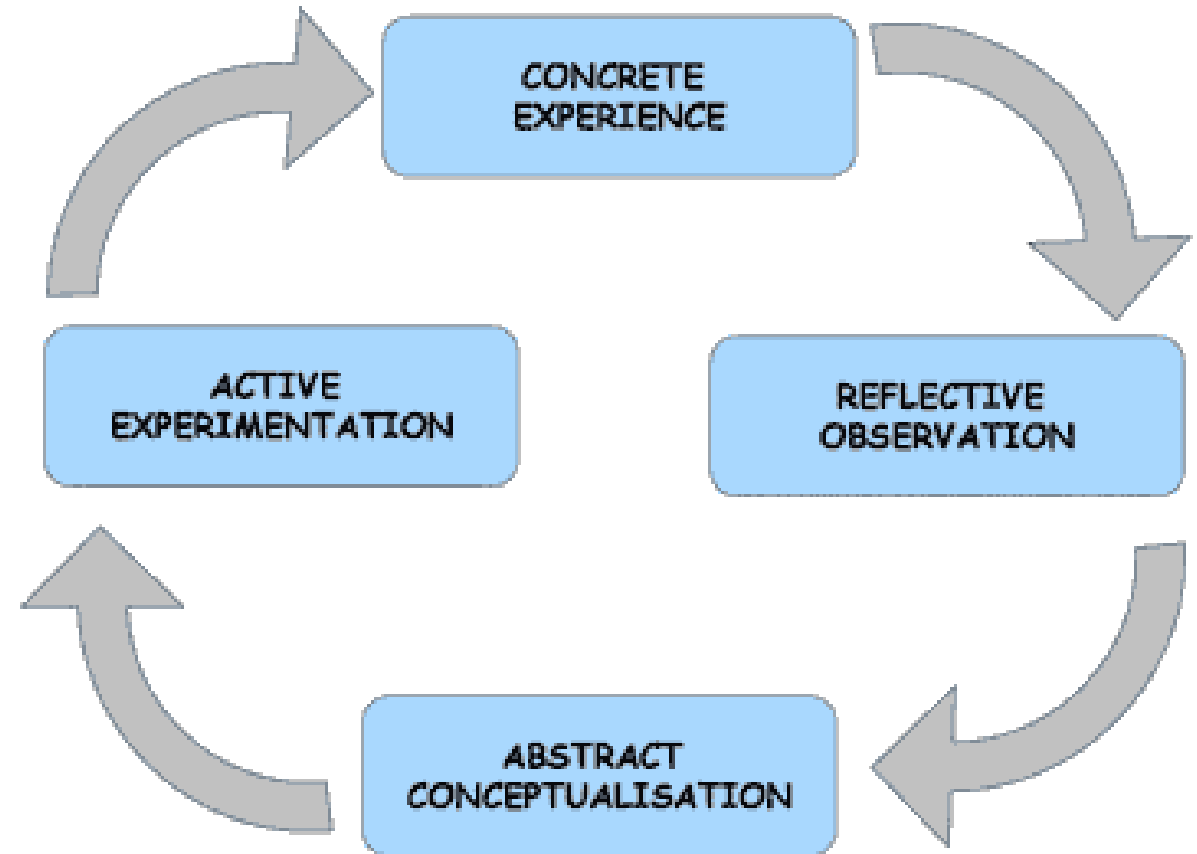 CONCRETE
EXPERIENCE
ACTIVE
EXPERIMENTATION
REFLECTIVE
OBSERVATION
ABSTRACT
CONCEPTUALISATION